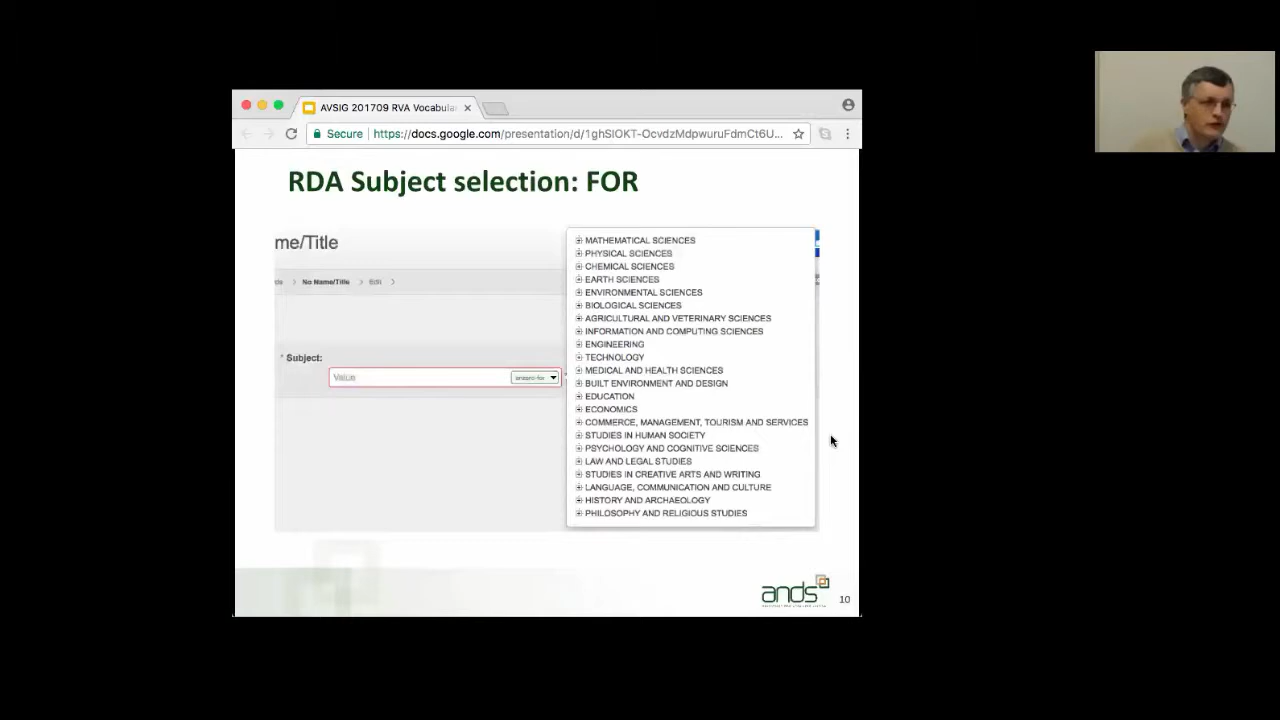 AVSIG 201709 RVA Vocabula
Secure https://docs.google.com/presentation/d/1ghSIOKT-OcvdzMdpwuruFdmCt6U...
RDA Subject selection: FOR
me/Title
No Name/Title > Edit >
* Subject:
Value
anzsrc-for
MATHEMATICAL SCIENCES
PHYSICAL SCIENCES
CHEMICAL SCIENCES
EARTH SCIENCES
ENVIRONMENTAL SCIENCES
BIOLOGICAL SCIENCES
AGRICULTURAL AND VETERINARY SCIENCES
INFORMATION AND COMPUTING SCIENCES
ENGINEERING
TECHNOLOGY
MEDICAL AND HEALTH SCIENCES
BUILT ENVIRONMENT AND DESIGN
EDUCATION
ECONOMICS
COMMERCE, MANAGEMENT, TOURISM AND SERVICES
STUDIES IN HUMAN SOCIETY
PSYCHOLOGY AND COGNITIVE SCIENCES
LAW AND LEGAL STUDIES
STUDIES IN CREATIVE ARTS AND WRITING
LANGUAGE, COMMUNICATION AND CULTURE
HISTORY AND ARCHAEOLOGY
PHILOSOPHY AND RELIGIOUS STUDIES
ands
10